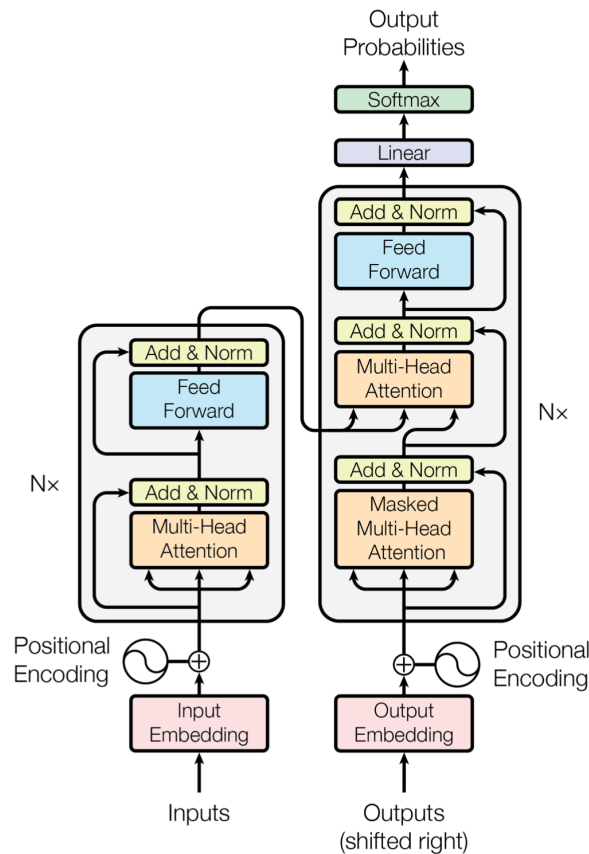 Output
Probabilities
Softmax
Linear
Add & Norm
Feed
Forward
Add & Norm
Multi-Head
Attention
Nx
Add & Norm
Masked
Multi-Head
Attention
Positional
Encoding
Output
Embedding
Outputs
(shifted right)
Add & Norm
Feed
Forward
Nx
Add & Norm
Multi-Head
Attention
Positional
Encoding
Input
Embedding
Inputs